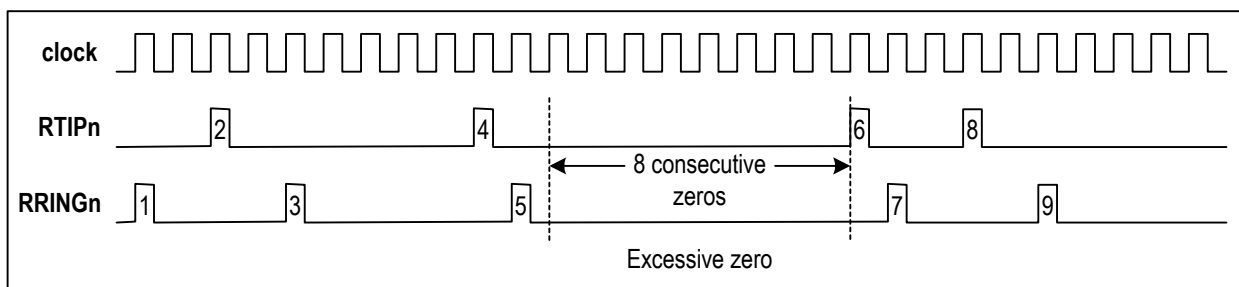 clock
RTIPn
2
4
6
8
8 consecutive
zeros
RRINGn
1
3
5
7
9
Excessive zero